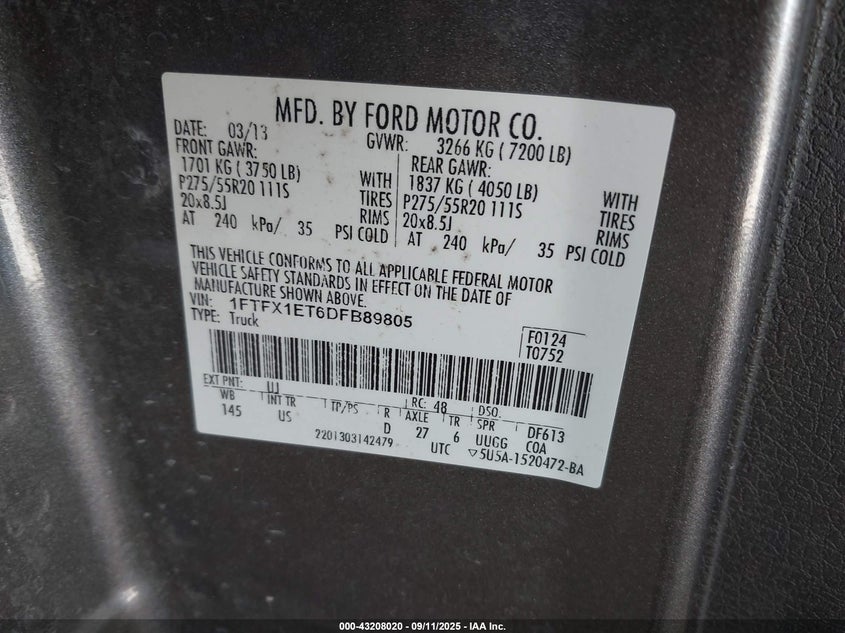 MFD. BY FORD MOTOR CO.
DATE: 03/13 GVWR: 3266 KG ( 7200 LB)
FRONT GAWR: REAR GAWR:
1701 KG ( 3750 LB) WITH 1837 KG ( 4050 LB) WITH
P275/55R20 111S TIRES P275/55R20 111S TIRES
20x8.5J RIMS 20x8.5J RIMS
AT 240 kPa/ 35 PSI COLD AT 240 kPa/ 35 PSI COLD
THIS VEHICLE CONFORMS TO ALL APPLICABLE FEDERAL MOTOR
VEHICLE SAFETY STANDARDS IN EFFECT ON THE DATE OF
MANUFACTURE SHOWN ABOVE.
VIN: 1FTFX1ET6DFB89805
TYPE: Truck
F0124
T0752
EXT PNT: UJ RC: 48 DSO:
WB INT TR TP/PS R AXLE TR SPR
145 US D 27 6 UUGG DF613
COA
2201303142479 UTC ▽5U5A-1520472-BA
000-43208020 - 09/11/2025 - IAA Inc.